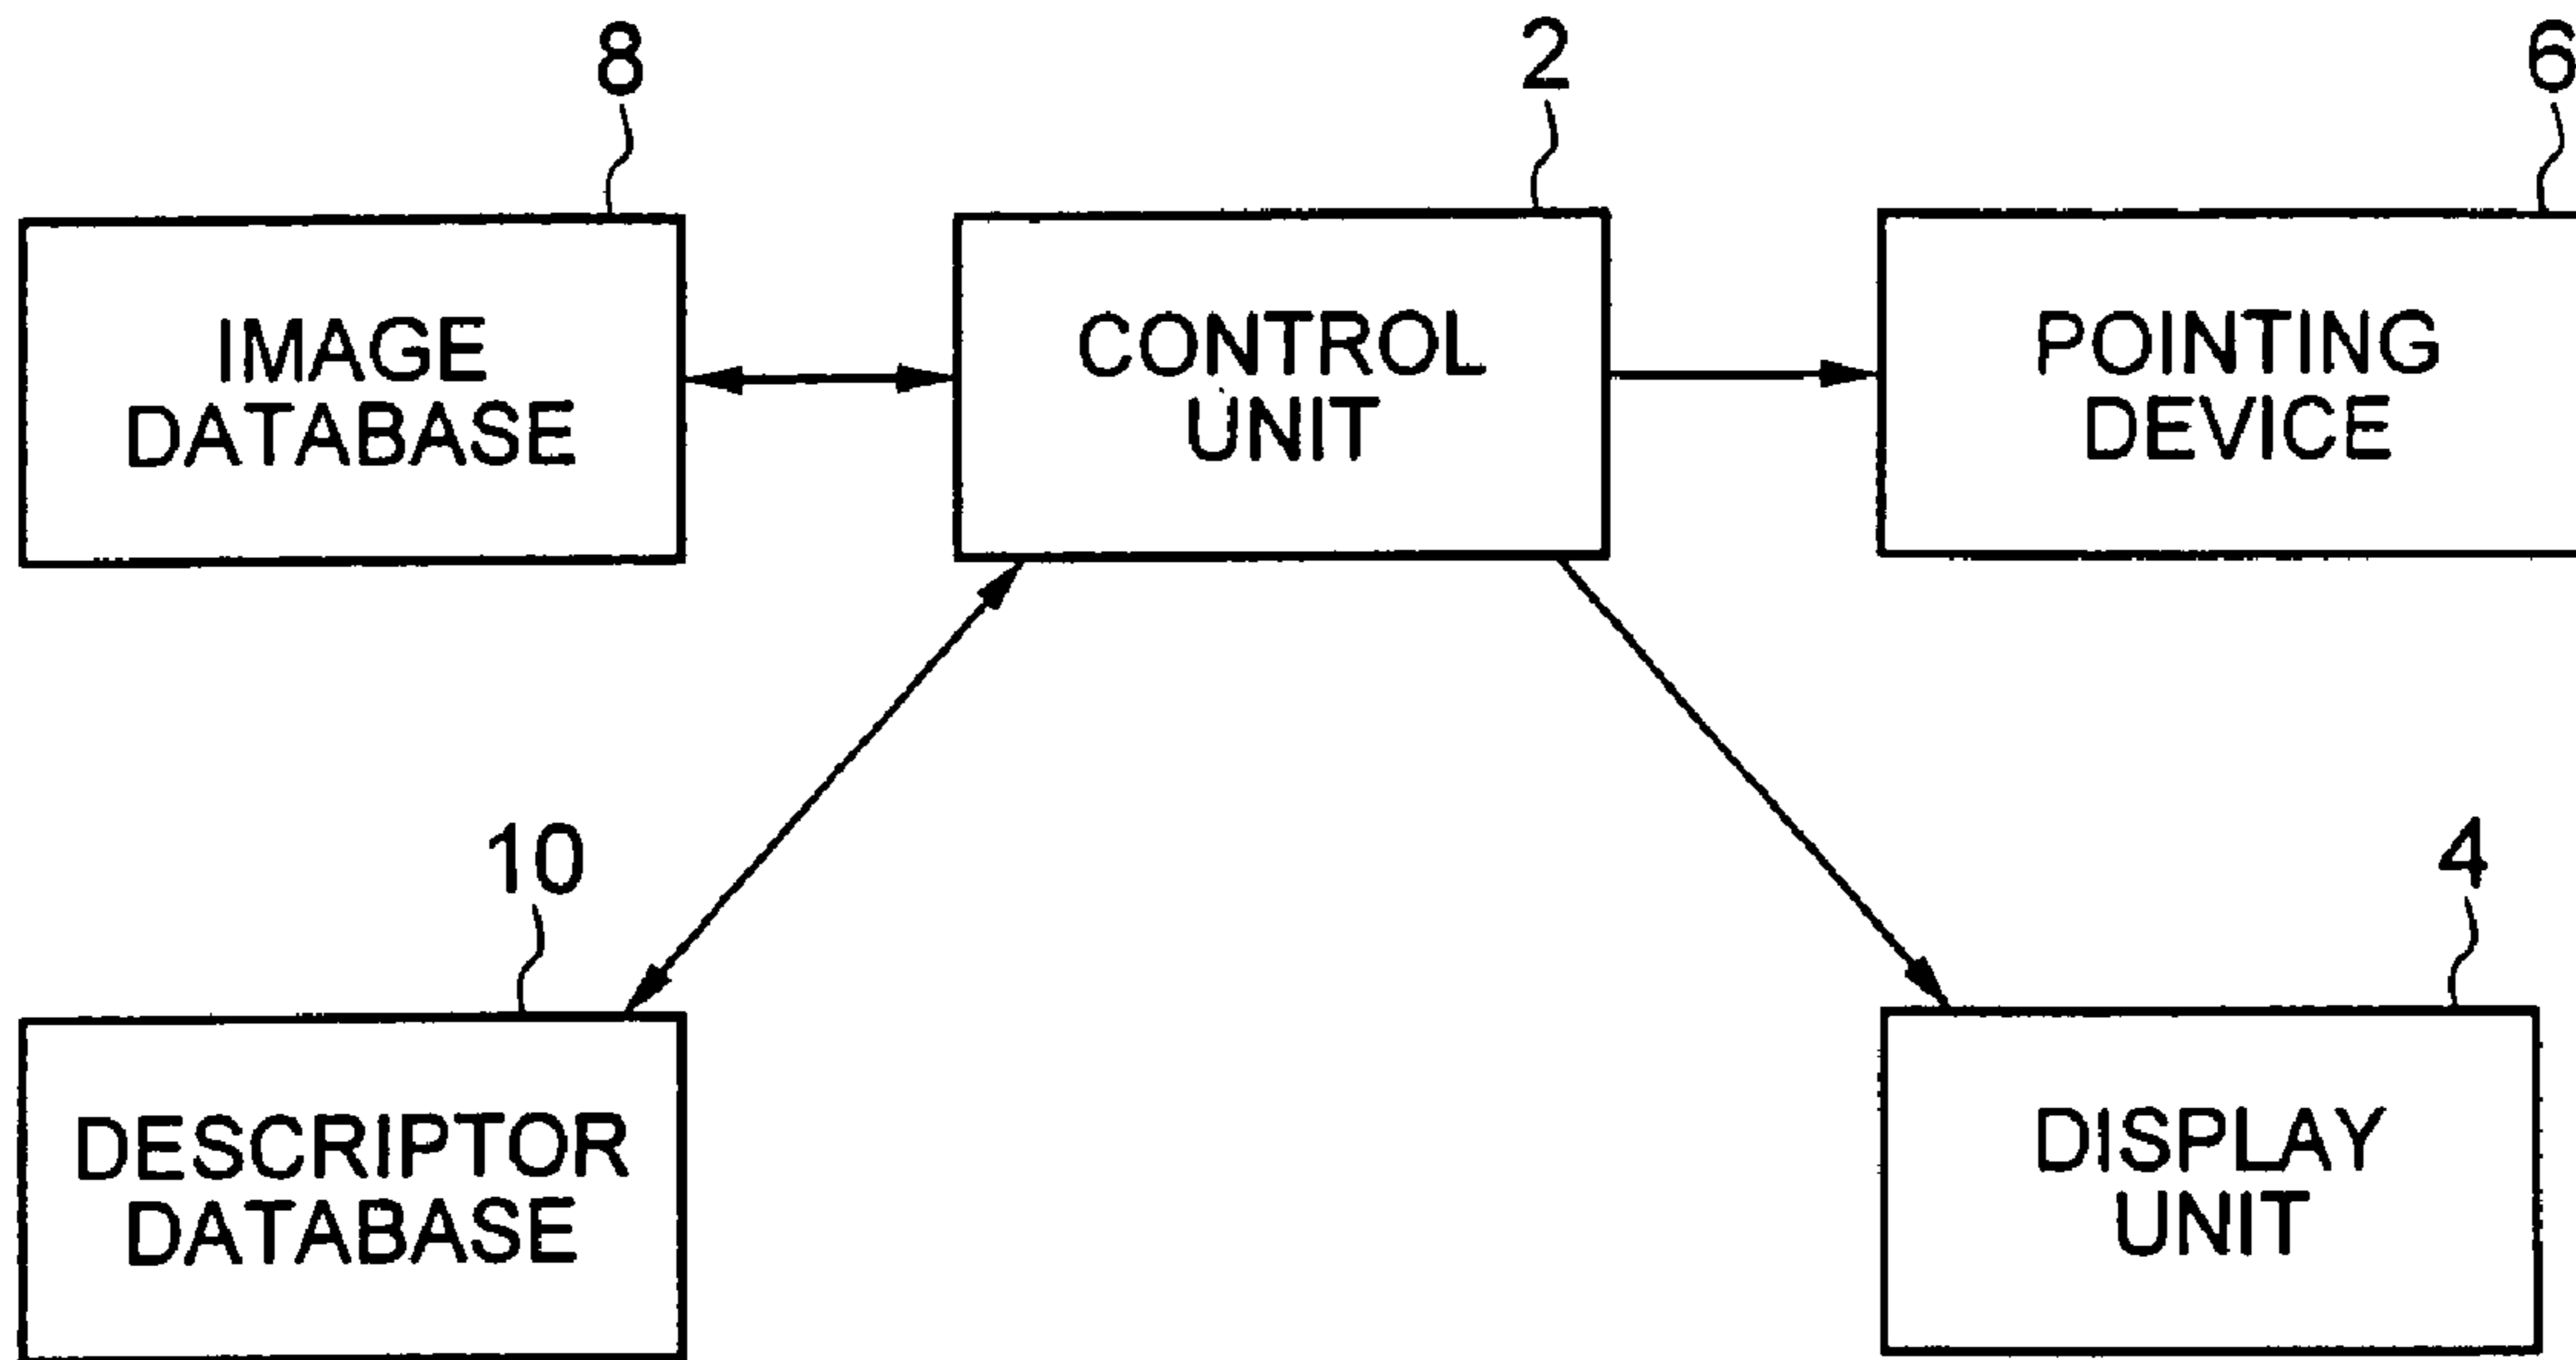 8
2
6
IMAGE
DATABASE
CONTROL
UNIT
POINTING
DEVICE
10
4
DESCRIPTOR
DATABASE
DISPLAY
UNIT